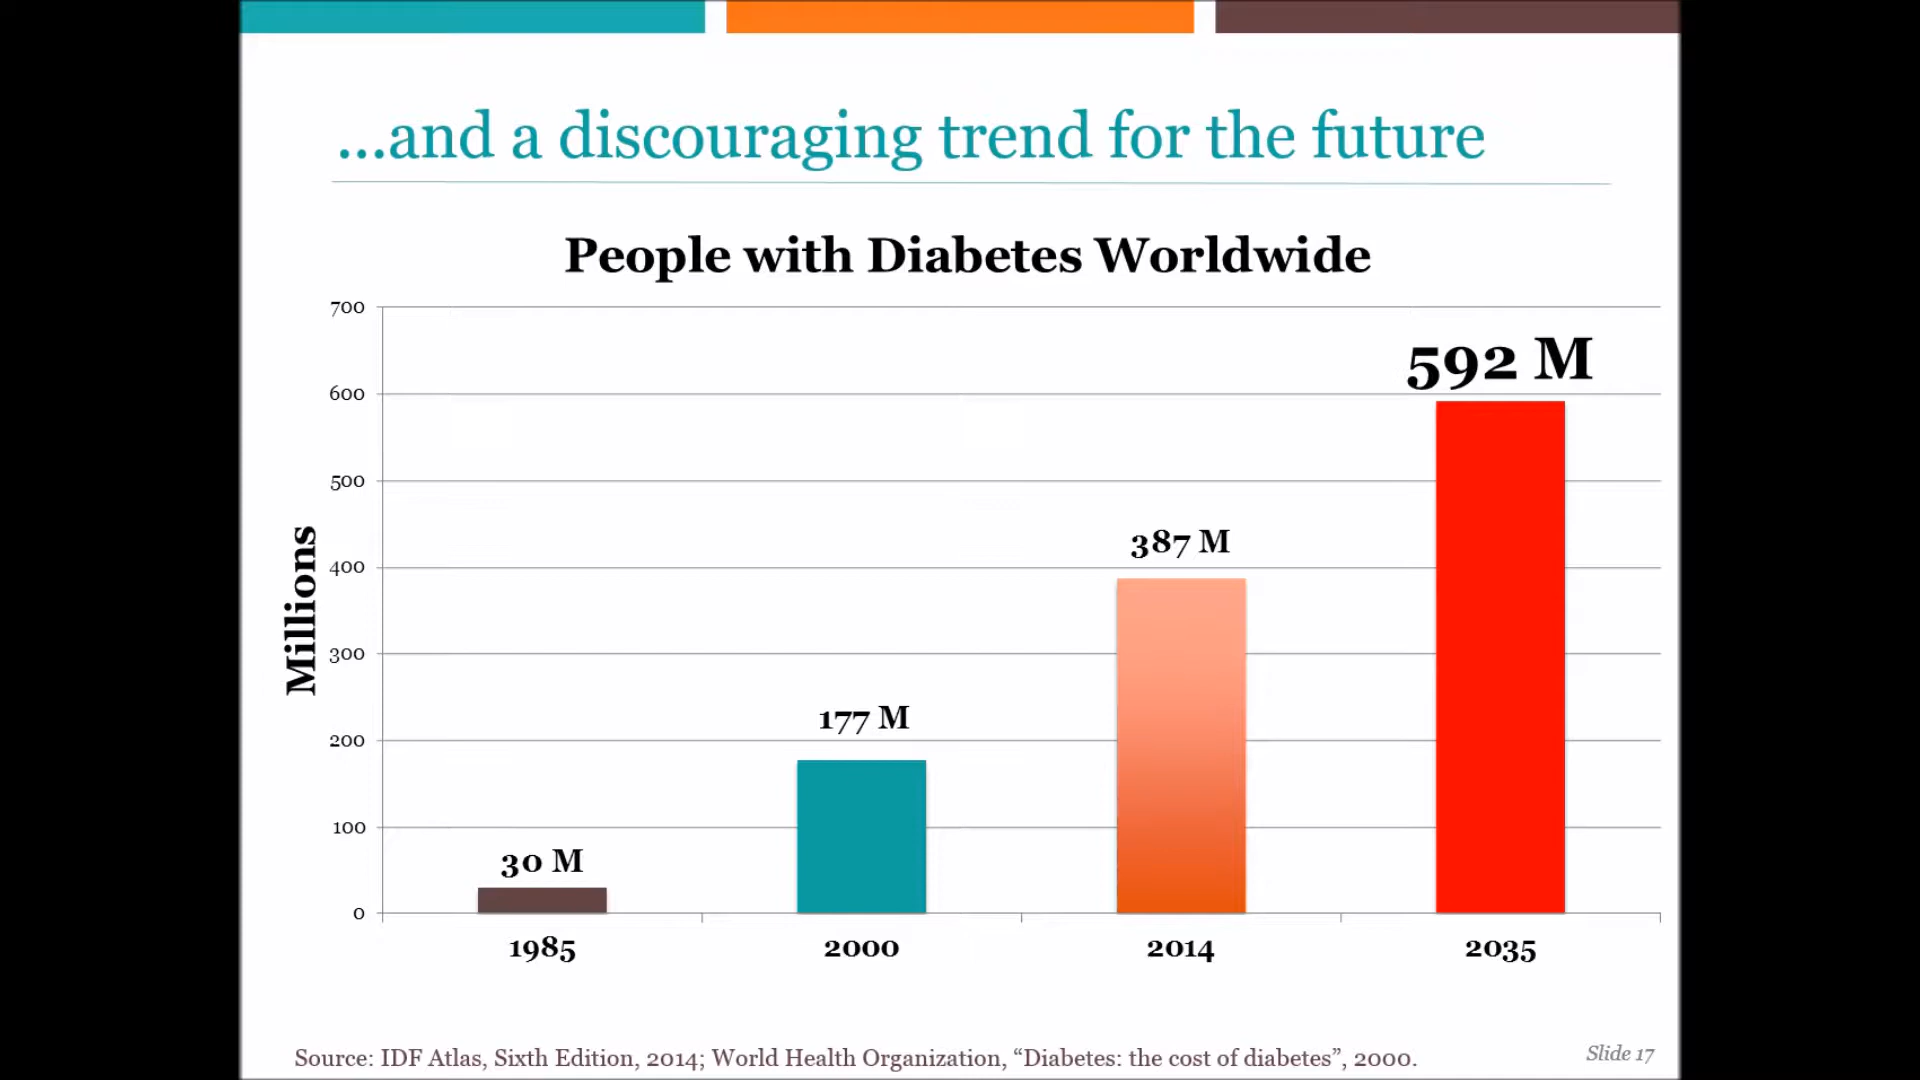 ...and a discouraging trend for the future
People with Diabetes Worldwide
700
600
500
400
300
200
100
0
Millions
30 M
177 M
387 M
592 M
1985
2000
2014
2035
Source: IDF Atlas, Sixth Edition, 2014; World Health Organization, “Diabetes: the cost of diabetes”, 2000.
Slide 17